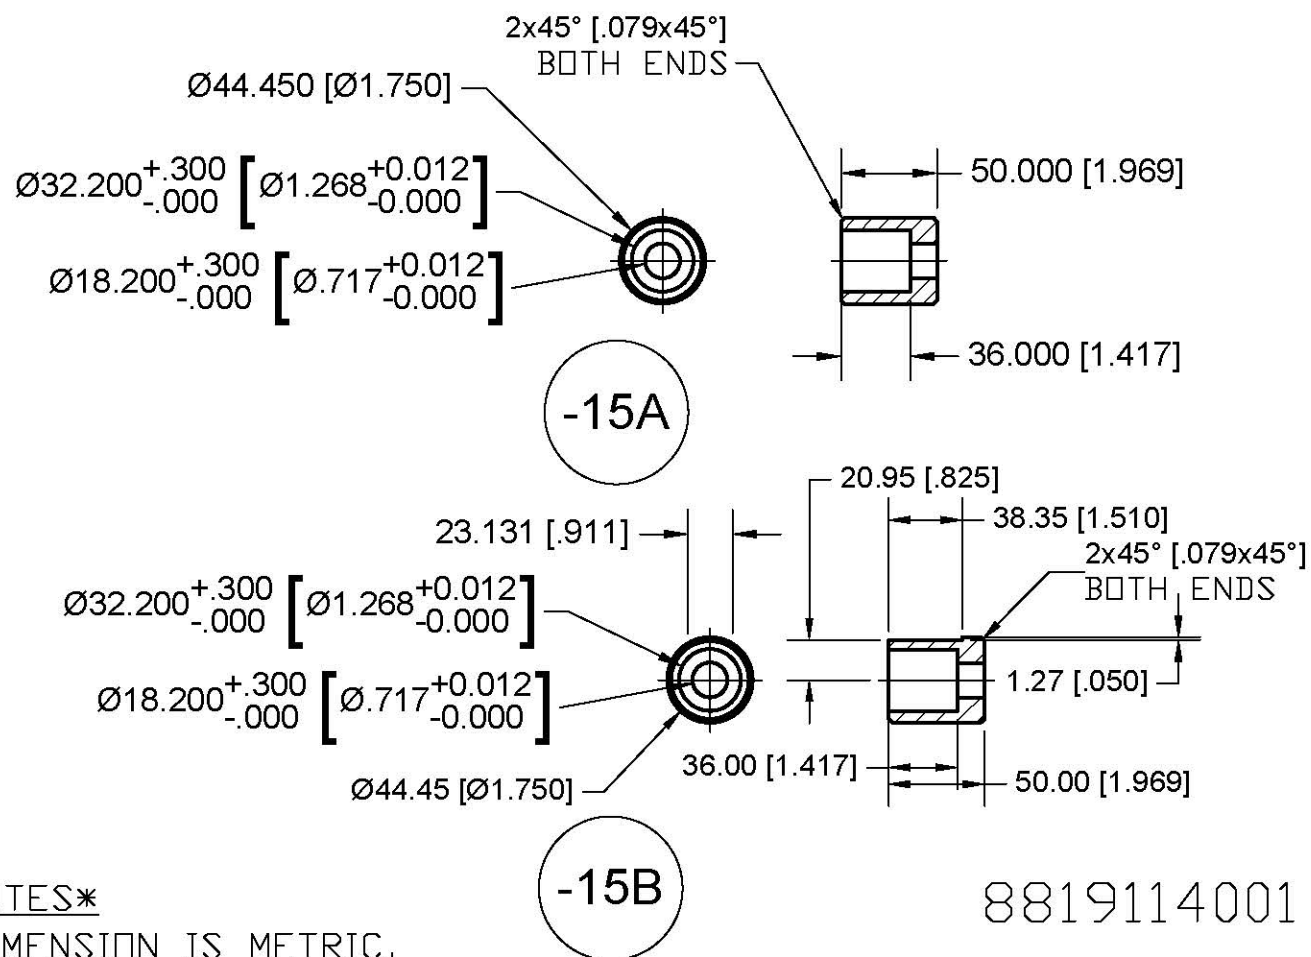 2x45° [.079x45°]
BOTH ENDS
Ø44.450 [Ø1.750]
Ø32.200 +.300 -.000 [Ø1.268 +0.012 -0.000]
50.000 [1.969]
Ø18.200 +.300 -.000 [Ø.717 +0.012 -0.000]
36.000 [1.417]
-15A
20.95 [.825]
23.131 [.911]
38.35 [1.510]
2x45° [.079x45°]
BOTH ENDS
Ø32.200 +.300 -.000 [Ø1.268 +0.012 -0.000]
Ø18.200 +.300 -.000 [Ø.717 +0.012 -0.000]
1.27 [.050]
36.00 [1.417]
50.00 [1.969]
Ø44.45 [Ø1.750]
-15B
TES*
MENSION IS METRIC.
8819114001